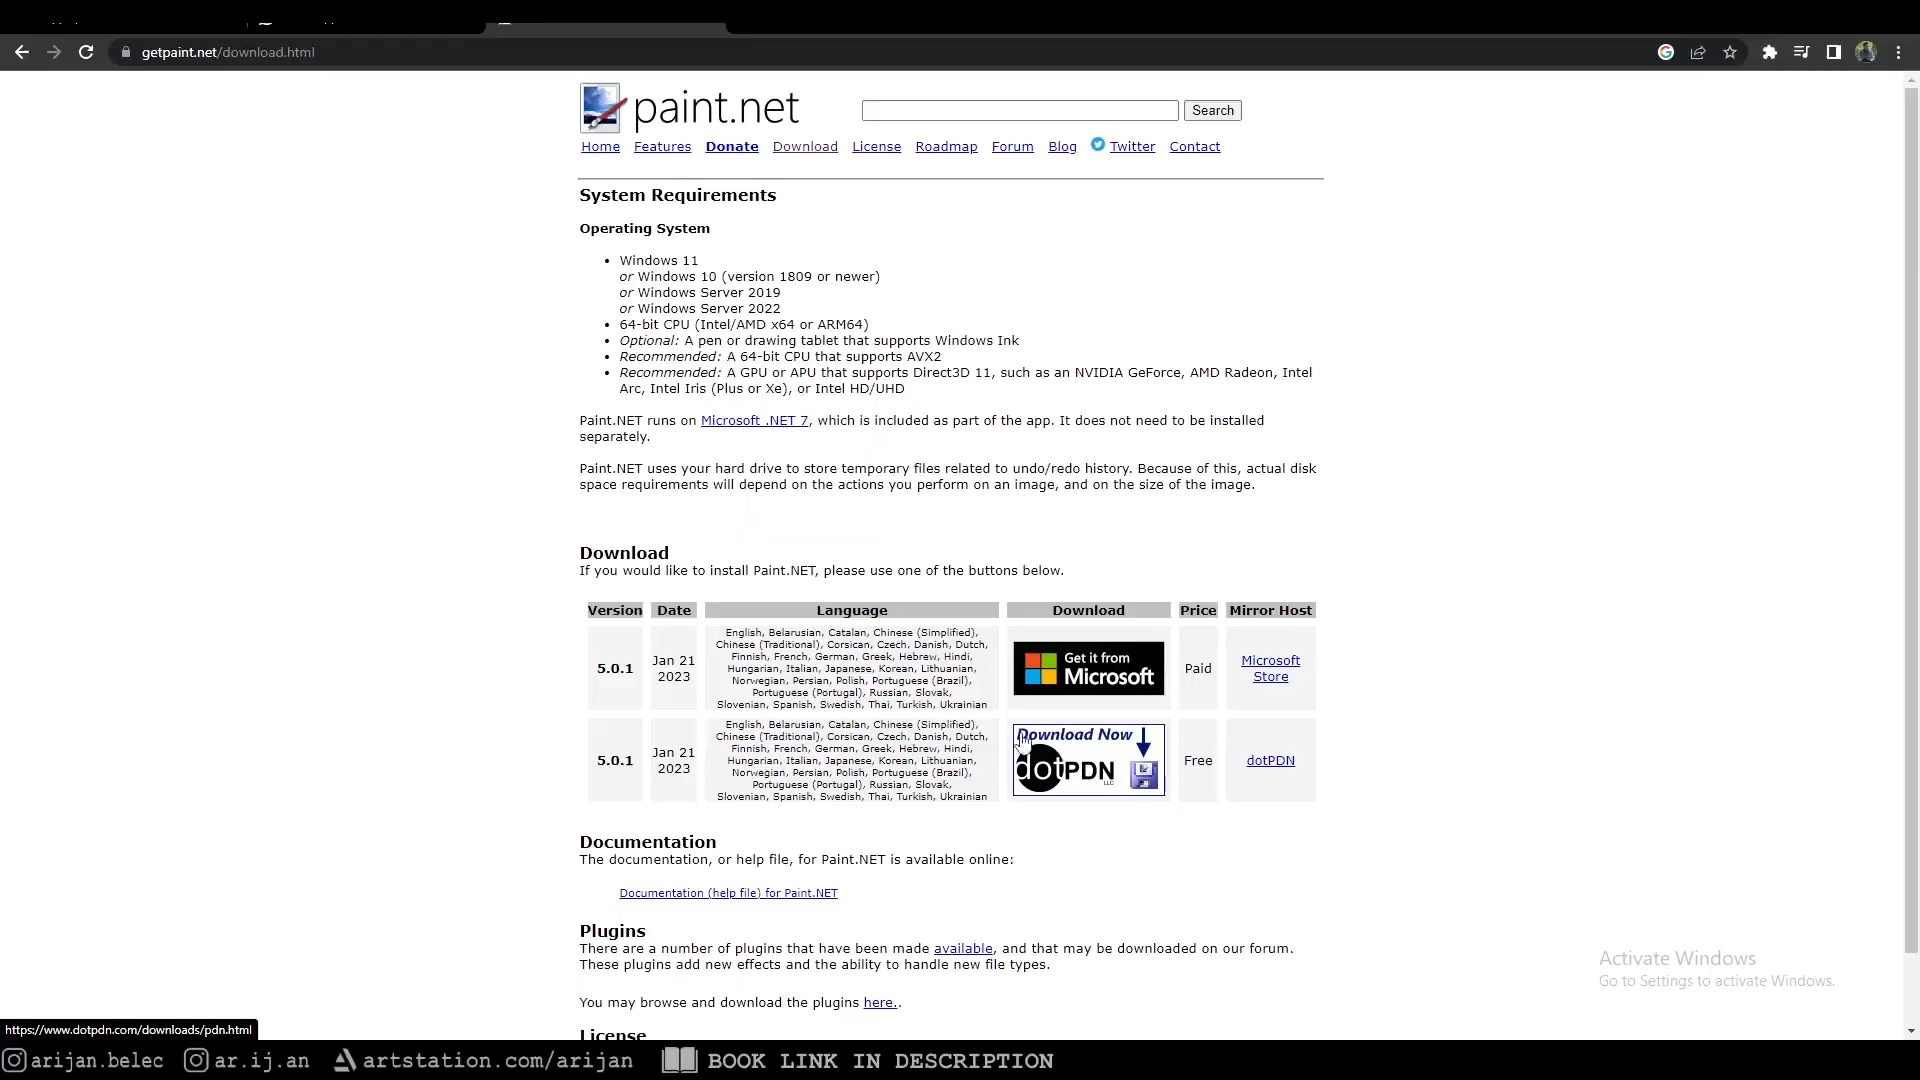 getpaint.net/download.html
paint.net
Search
Home Features Donate Download License Roadmap Forum Blog Twitter Contact
System Requirements
Operating System
Windows 11
or Windows 10 (version 1809 or newer)
or Windows Server 2019
or Windows Server 2022
64-bit CPU (Intel/AMD x64 or ARM64)
Optional: A pen or drawing tablet that supports Windows Ink
Recommended: A 64-bit CPU that supports AVX2
Recommended: A GPU or APU that supports Direct3D 11, such as an NVIDIA GeForce, AMD Radeon, Intel
Arc, Intel Iris (Plus or Xe), or Intel HD/UHD
Paint.NET runs on Microsoft .NET 7, which is included as part of the app. It does not need to be installed
separately.
Paint.NET uses your hard drive to store temporary files related to undo/redo history. Because of this, actual disk
space requirements will depend on the actions you perform on an image, and on the size of the image.
Download
If you would like to install Paint.NET, please use one of the buttons below.
Version Date Language Download Price Mirror Host
5.0.1
Jan 21
2023
English, Belarusian, Catalan, Chinese (Simplified),
Chinese (Traditional), Corsican, Czech, Danish, Dutch,
Finnish, French, German, Greek, Hebrew, Hindi,
Hungarian, Italian, Japanese, Korean, Lithuanian,
Norwegian, Persian, Polish, Portuguese (Brazil),
Portuguese (Portugal), Russian, Slovak,
Slovenian, Spanish, Swedish, Thai, Turkish, Ukrainian
Get it from
Microsoft
Paid
Microsoft
Store
5.0.1
Jan 21
2023
English, Belarusian, Catalan, Chinese (Simplified),
Chinese (Traditional), Corsican, Czech, Danish, Dutch,
Finnish, French, German, Greek, Hebrew, Hindi,
Hungarian, Italian, Japanese, Korean, Lithuanian,
Norwegian, Persian, Polish, Portuguese (Brazil),
Portuguese (Portugal), Russian, Slovak,
Slovenian, Spanish, Swedish, Thai, Turkish, Ukrainian
Download Now
dotPDN
LLC
Free
dotPDN
Documentation
The documentation, or help file, for Paint.NET is available online:
Documentation (help file) for Paint.NET
Plugins
There are a number of plugins that have been made available, and that may be downloaded on our forum.
These plugins add new effects and the ability to handle new file types.
You may browse and download the plugins here..
License
Activate Windows
Go to Settings to activate Windows.
https://www.dotpdn.com/downloads/pdn.html
arijan.belec ar.ij.an artstation.com/arijan BOOK LINK IN DESCRIPTION